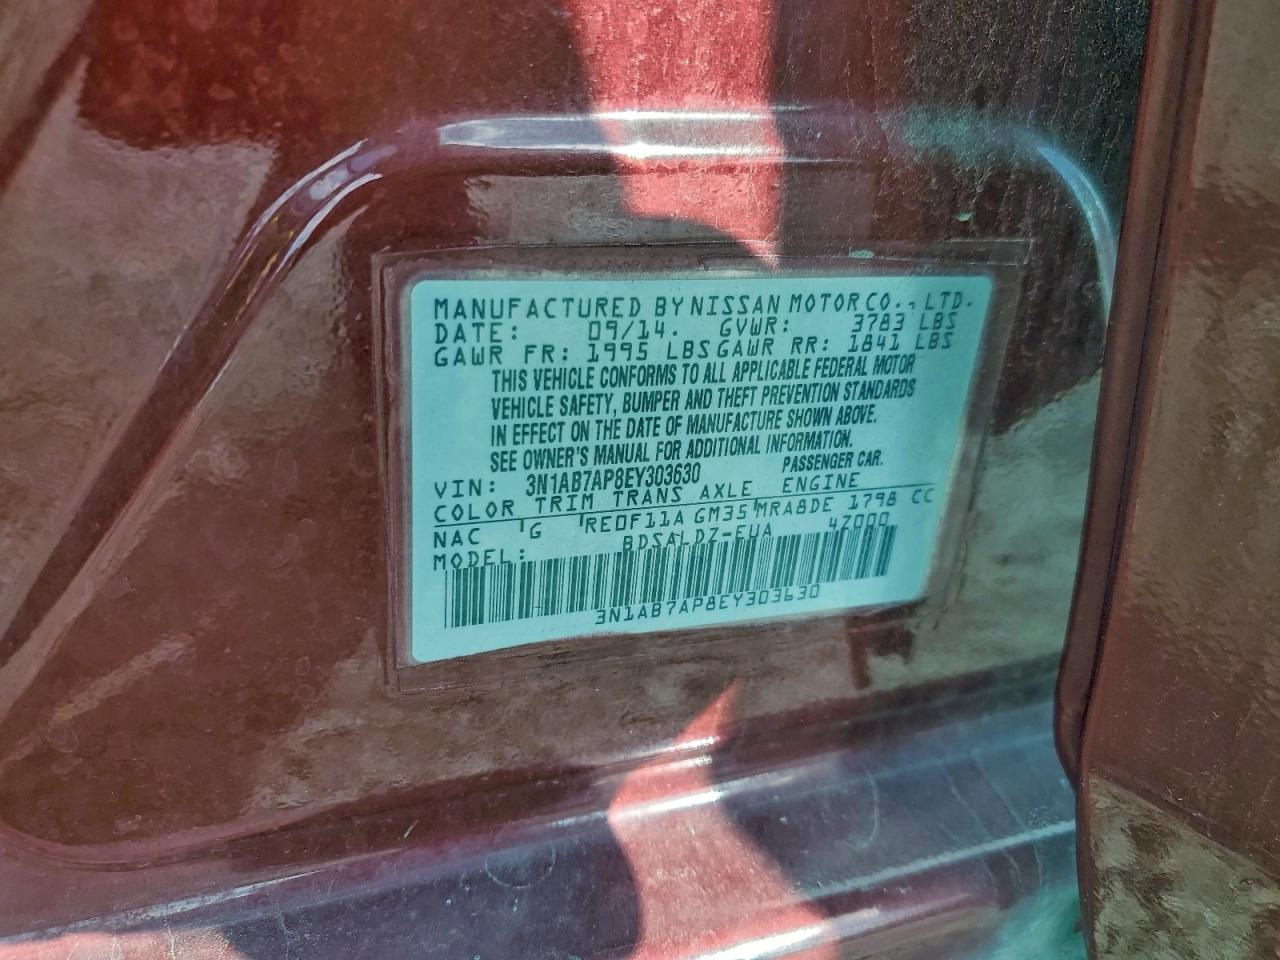 MANUFACTURED BY NISSAN MOTOR CO., LTD.
DATE: 09/14. GVWR: 3783 LBS
GAWR FR: 1995 LBS GAWR RR: 1841 LBS
THIS VEHICLE CONFORMS TO ALL APPLICABLE FEDERAL MOTOR
VEHICLE SAFETY, BUMPER AND THEFT PREVENTION STANDARDS
IN EFFECT ON THE DATE OF MANUFACTURE SHOWN ABOVE.
SEE OWNER'S MANUAL FOR ADDITIONAL INFORMATION.
VIN: 3N1AB7AP8EY303630 PASSENGER CAR.
COLOR TRIM TRANS AXLE ENGINE
NAC G RE0F11A GM35 MRA8DE 1798 CC
MODEL: BDSALDZ-EUA 4Z000
3N1AB7AP8EY303630